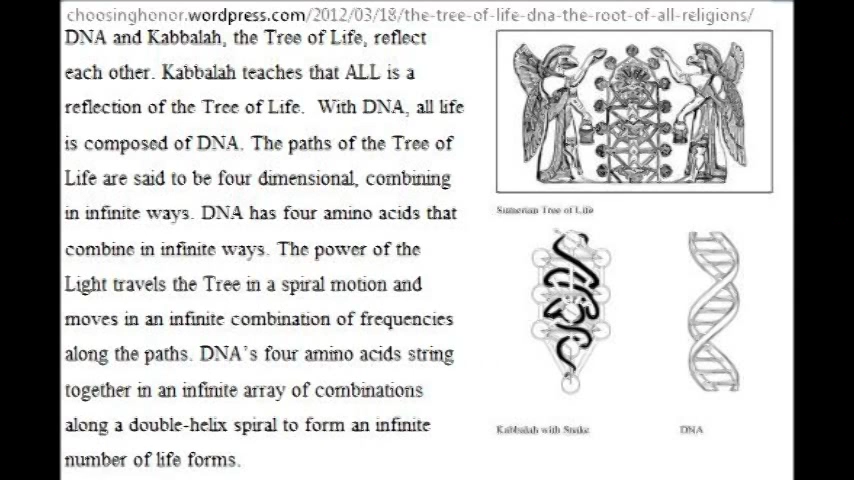 choosinghonor.wordpress.com/2012/03/18/the-tree-of-life-dna-the-root-of-all-religions/
DNA and Kabbalah, the Tree of Life, reflect
each other. Kabbalah teaches that ALL is a
reflection of the Tree of Life. With DNA, all life
is composed of DNA. The paths of the Tree of
Life are said to be four dimensional, combining
in infinite ways. DNA has four amino acids that
combine in infinite ways. The power of the
Light travels the Tree in a spiral motion and
moves in an infinite combination of frequencies
along the paths. DNA's four amino acids string
together in an infinite array of combinations
along a double-helix spiral to form an infinite
number of life forms.
Sumerian Tree of Life
Kabbalah with Snake
DNA